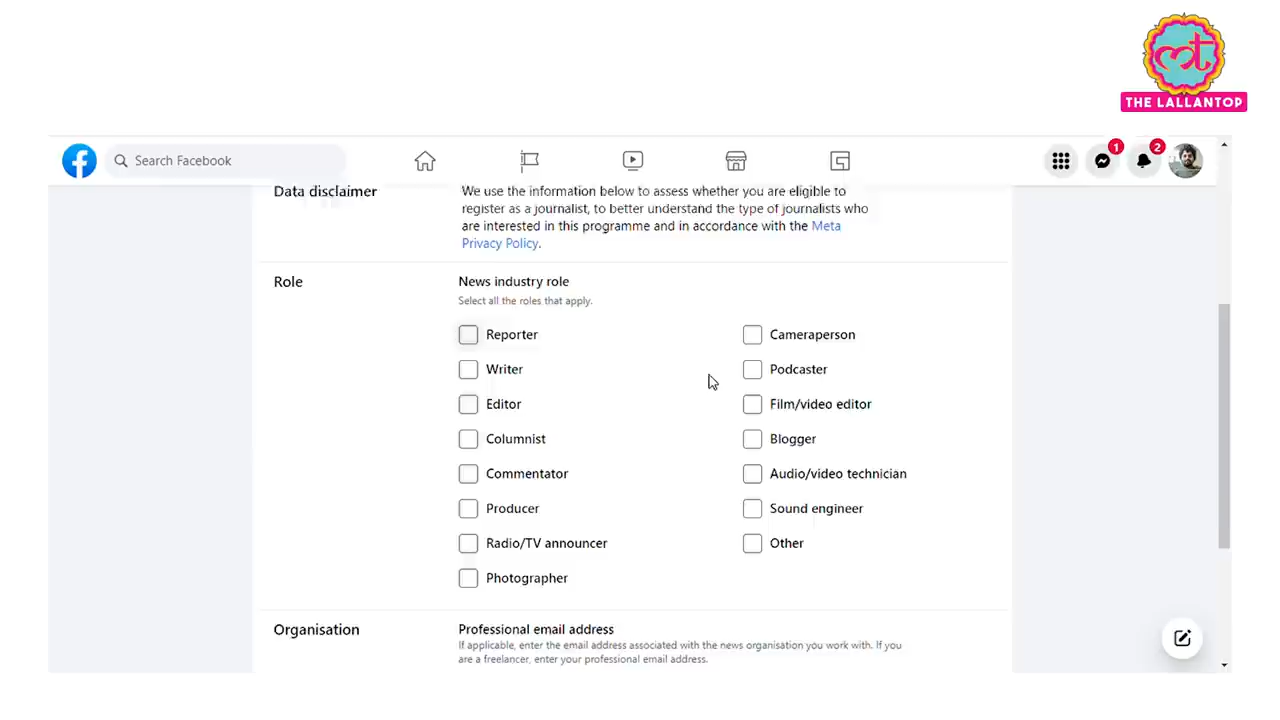 mt
THE LALLANTOP
Search Facebook
1
2
Data disclaimer
We use the information below to assess whether you are eligible to
register as a journalist, to better understand the type of journalists who
are interested in this programme and in accordance with the Meta
Privacy Policy.
Role
News industry role
Select all the roles that apply.
Reporter
Cameraperson
Writer
Podcaster
Editor
Film/video editor
Columnist
Blogger
Commentator
Audio/video technician
Producer
Sound engineer
Radio/TV announcer
Other
Photographer
Organisation
Professional email address
If applicable, enter the email address associated with the news organisation you work with. If you
are a freelancer, enter your professional email address.